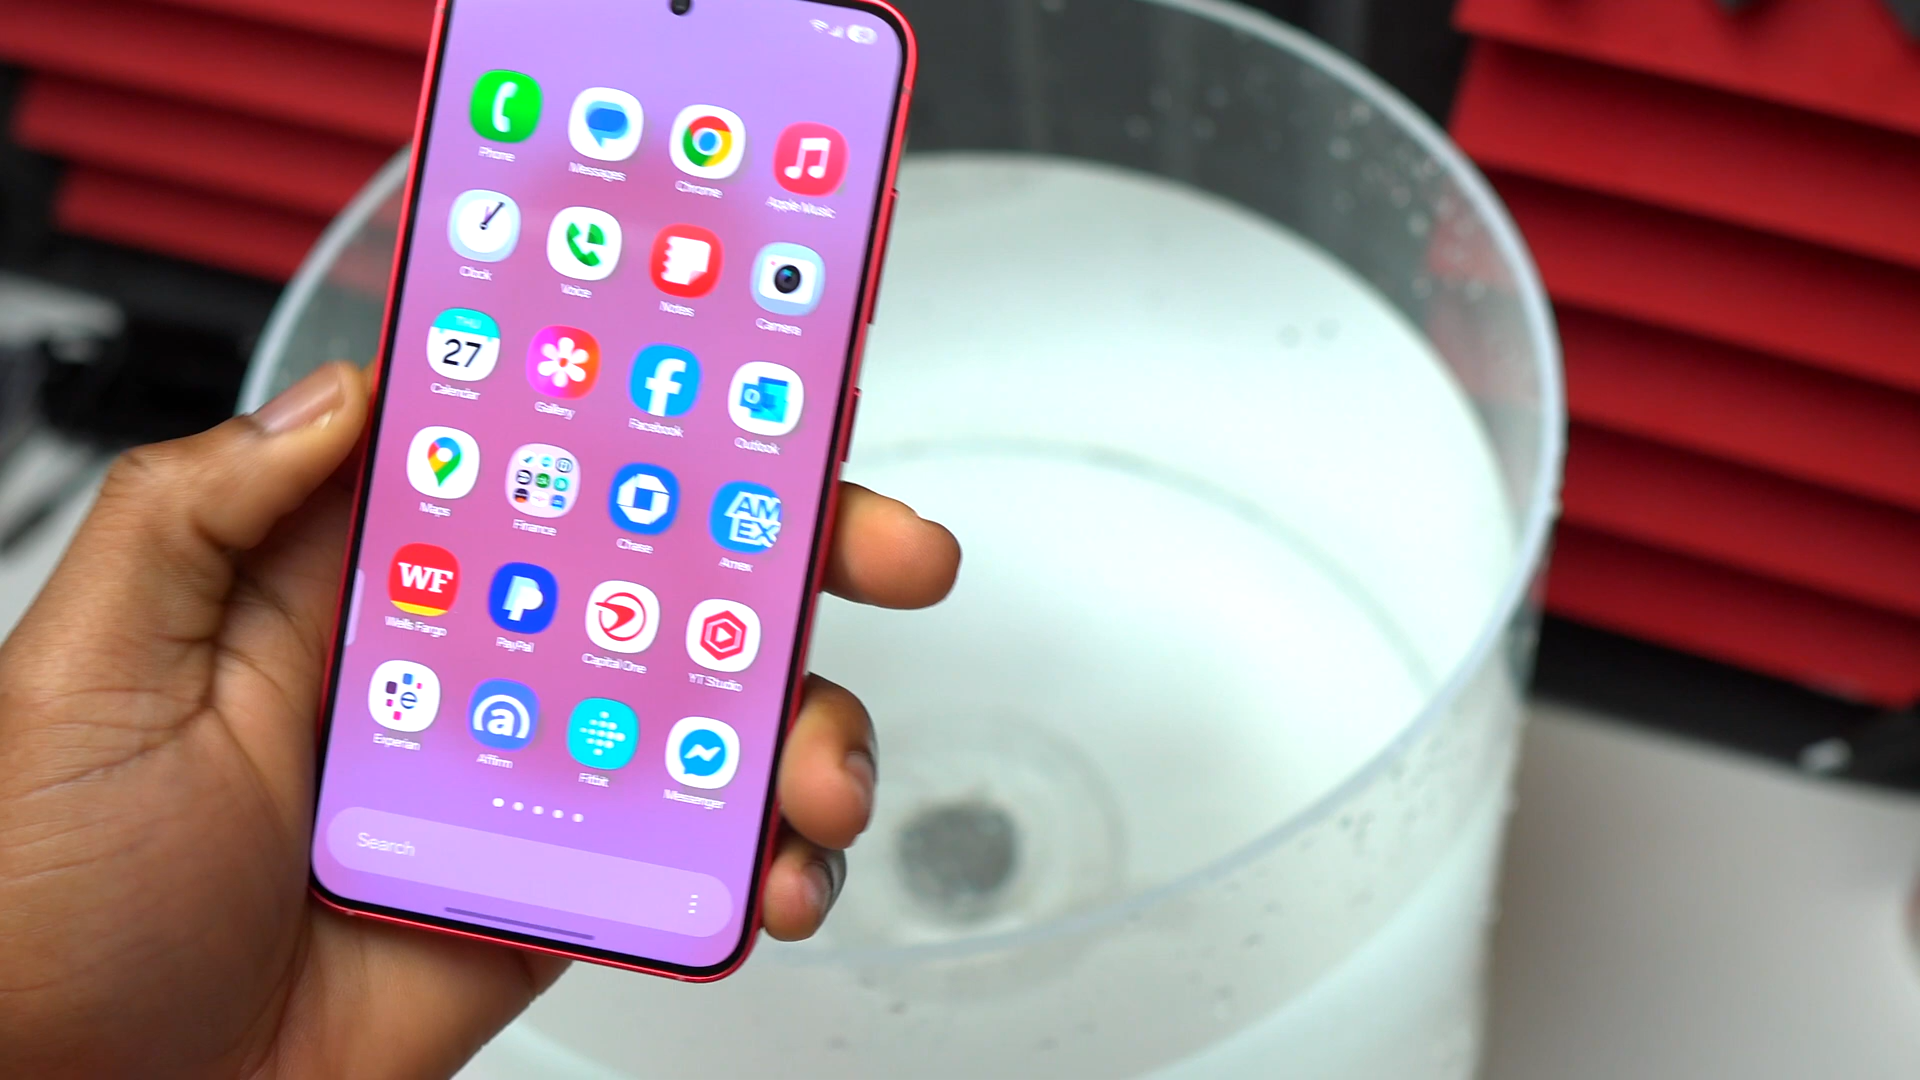 Phone Messages Chrome Apple Music
Clock Voice Notes Camera
THU
27
Calendar Gallery Facebook Outlook
AM
EX
Maps Finance Chase Amex
WF
Wells Fargo PayPal Capital One YT Studio
Experian Affirm Fitbit Messenger
Search